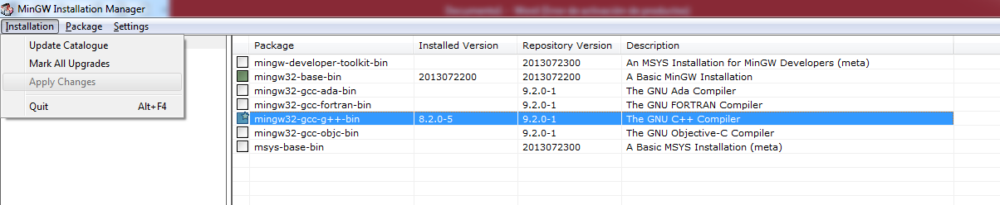 MinGW Installation Manager
Documento2 - Word (Error de activación de productos)
Installation Package Settings
Update Catalogue
Mark All Upgrades
Apply Changes
Quit Alt+F4
Package Installed Version Repository Version Description
mingw-developer-toolkit-bin 2013072300 An MSYS Installation for MinGW Developers (meta)
mingw32-base-bin 2013072200 2013072200 A Basic MinGW Installation
mingw32-gcc-ada-bin 9.2.0-1 The GNU Ada Compiler
mingw32-gcc-fortran-bin 9.2.0-1 The GNU FORTRAN Compiler
mingw32-gcc-g++-bin 8.2.0-5 9.2.0-1 The GNU C++ Compiler
mingw32-gcc-objc-bin 9.2.0-1 The GNU Objective-C Compiler
msys-base-bin 2013072300 A Basic MSYS Installation (meta)